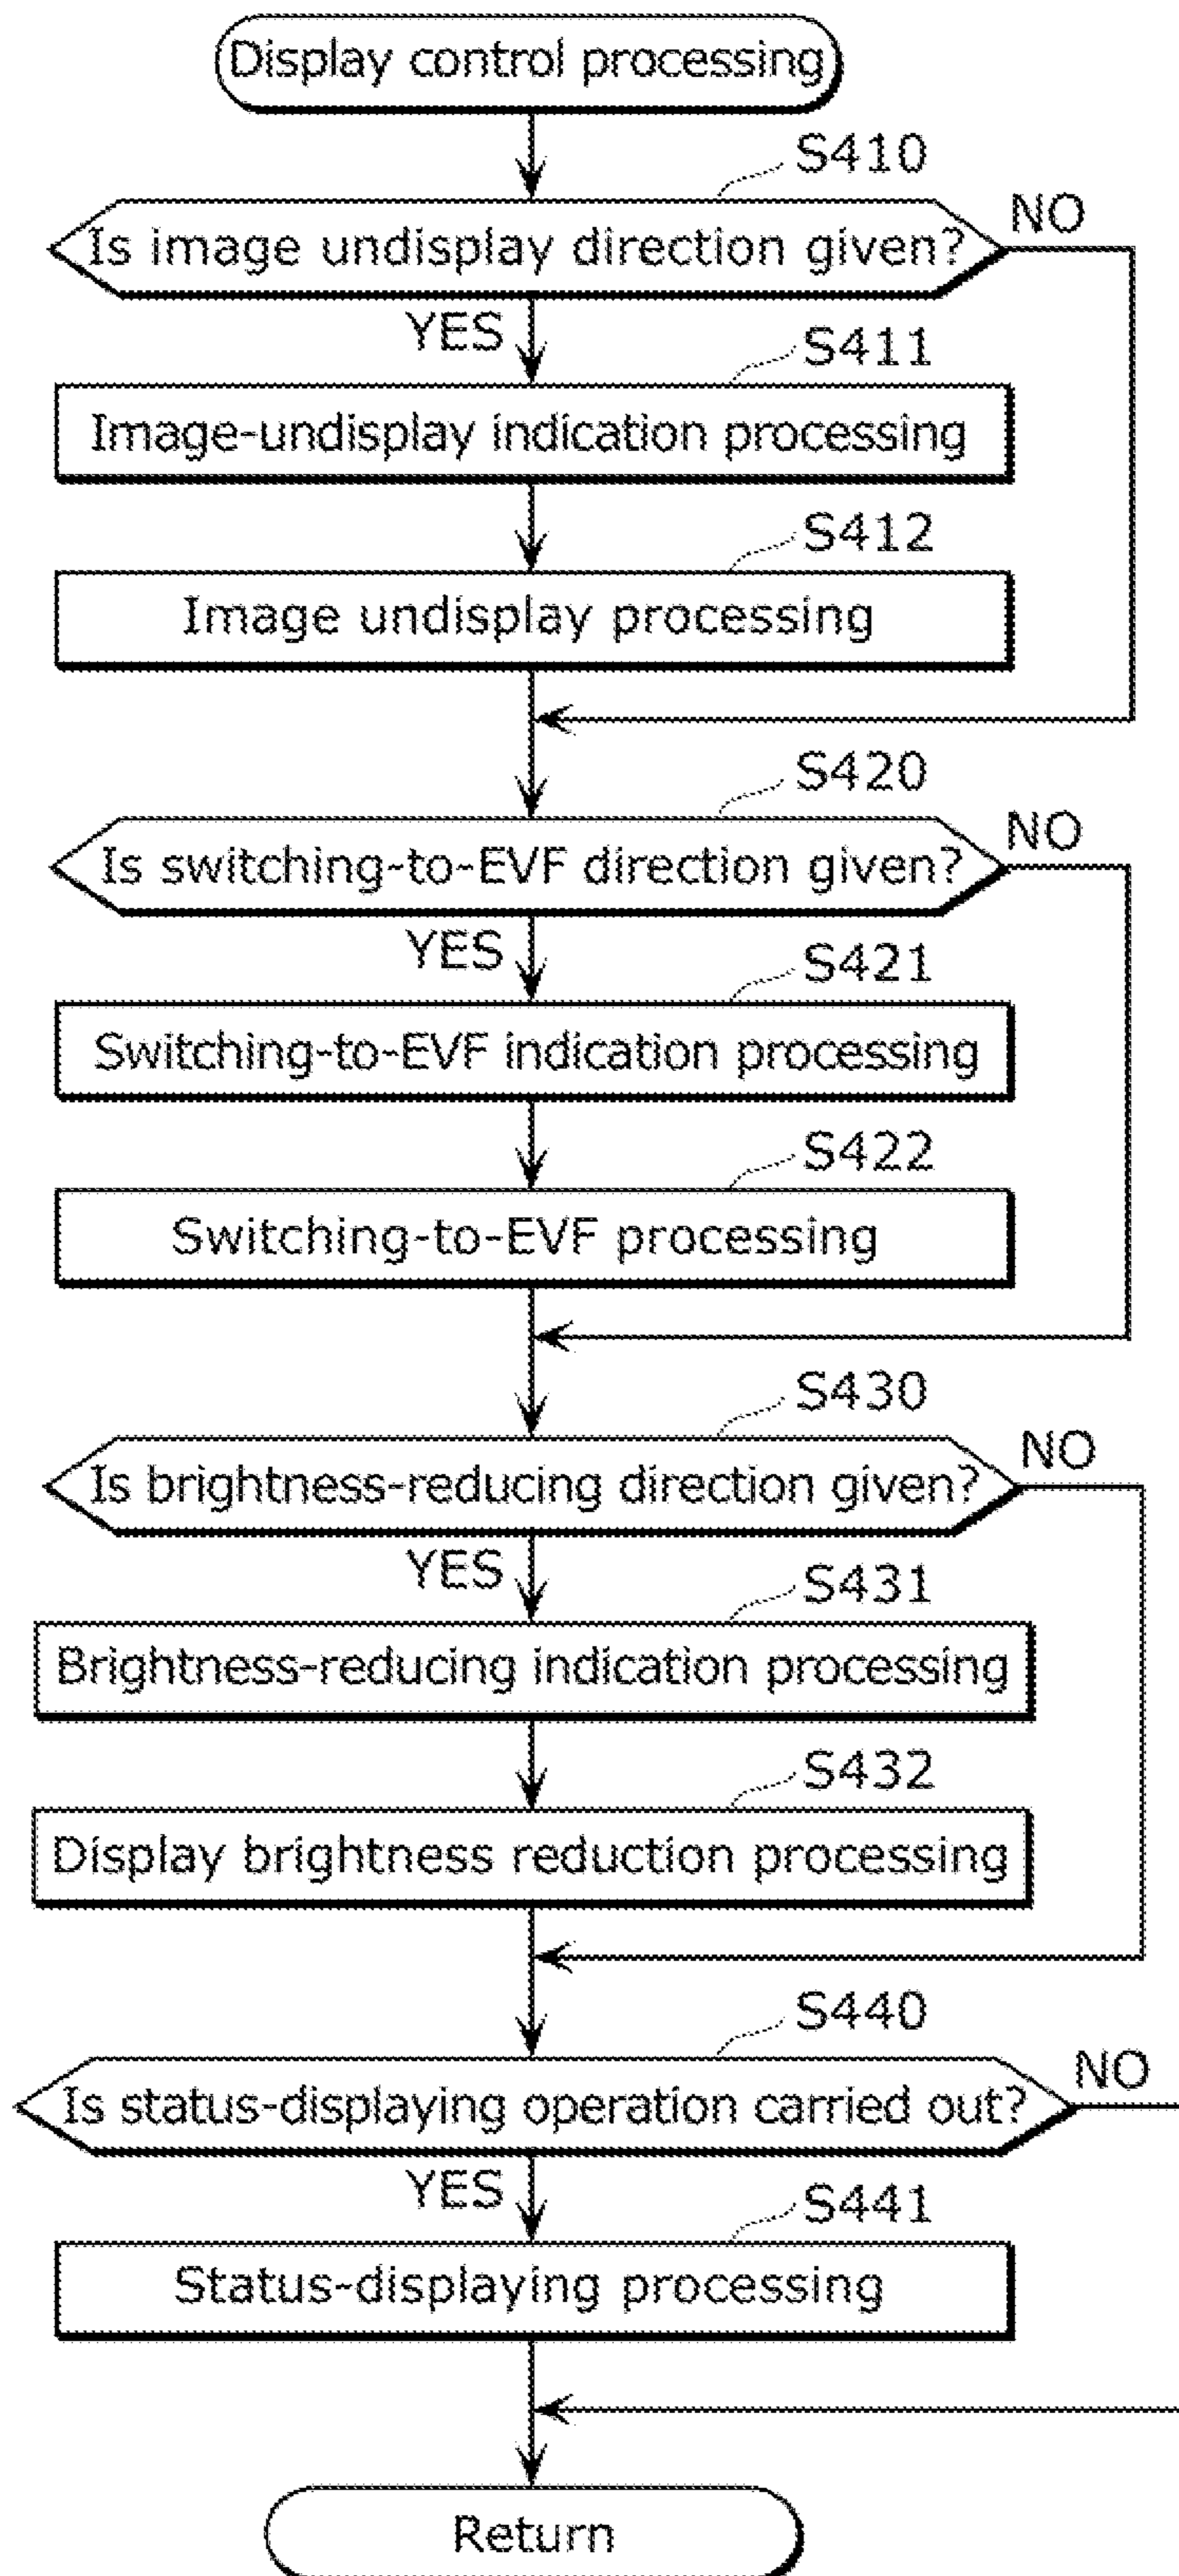 Display control processing
S410
Is image undisplay direction given?
NO
YES
S411
Image-undisplay indication processing
S412
Image undisplay processing
S420
Is switching-to-EVF direction given?
NO
YES
S421
Switching-to-EVF indication processing
S422
Switching-to-EVF processing
S430
Is brightness-reducing direction given?
NO
YES
S431
Brightness-reducing indication processing
S432
Display brightness reduction processing
S440
Is status-displaying operation carried out?
NO
YES
S441
Status-displaying processing
Return